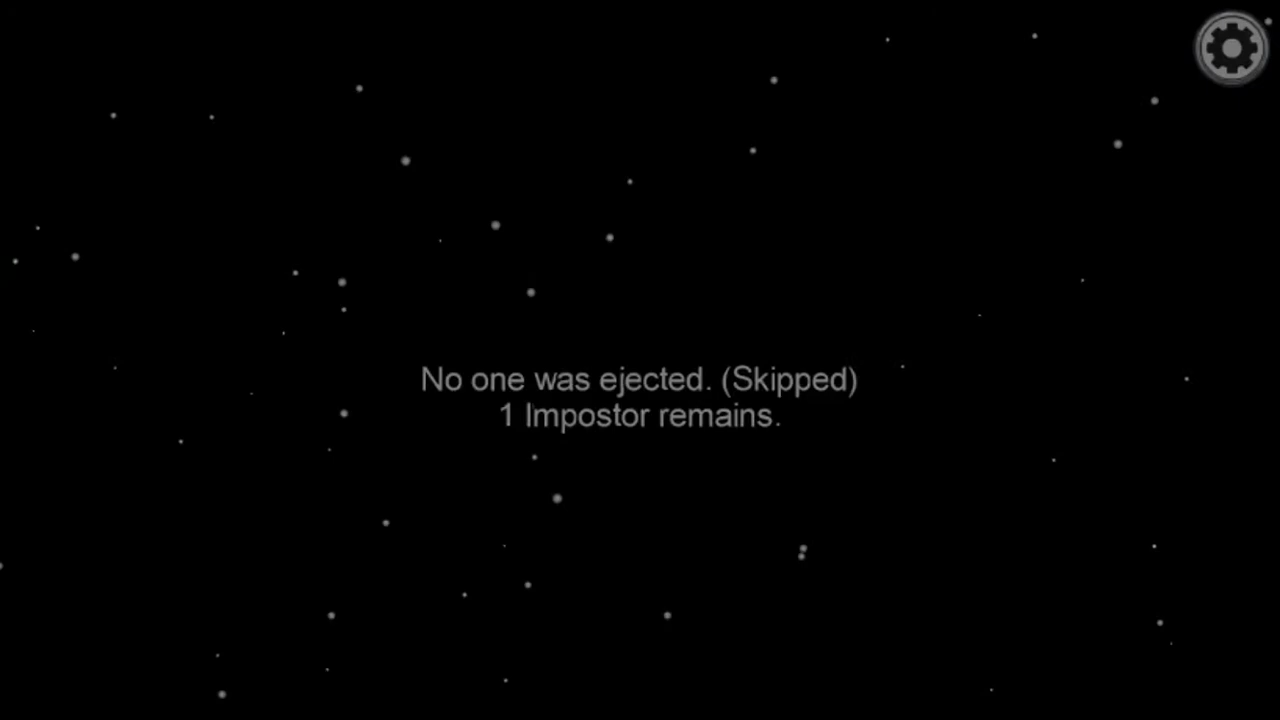 No one was ejected. (Skipped)
1 Impostor remains.